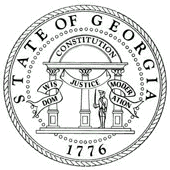 STATE OF GEORGIA
CONSTITUTION
WIS
DOM
JUSTICE
MODER
ATION
1776